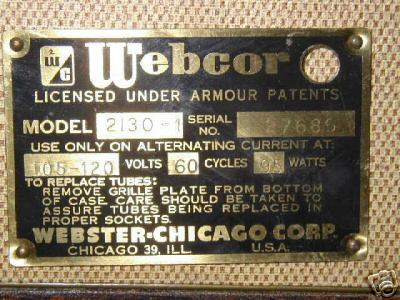 W C
Webcor
LICENSED UNDER ARMOUR PATENTS
MODEL 2130-1 SERIAL NO.
USE ONLY ON ALTERNATING CURRENT AT:
105-120 VOLTS 60 CYCLES 95 WATTS
TO REPLACE TUBES:
REMOVE GRILLE PLATE FROM BOTTOM
OF CASE. CARE SHOULD BE TAKEN TO
ASSURE TUBES BEING REPLACED IN
PROPER SOCKETS.
WEBSTER-CHICAGO CORP.
CHICAGO 39, ILL. U.S.A.